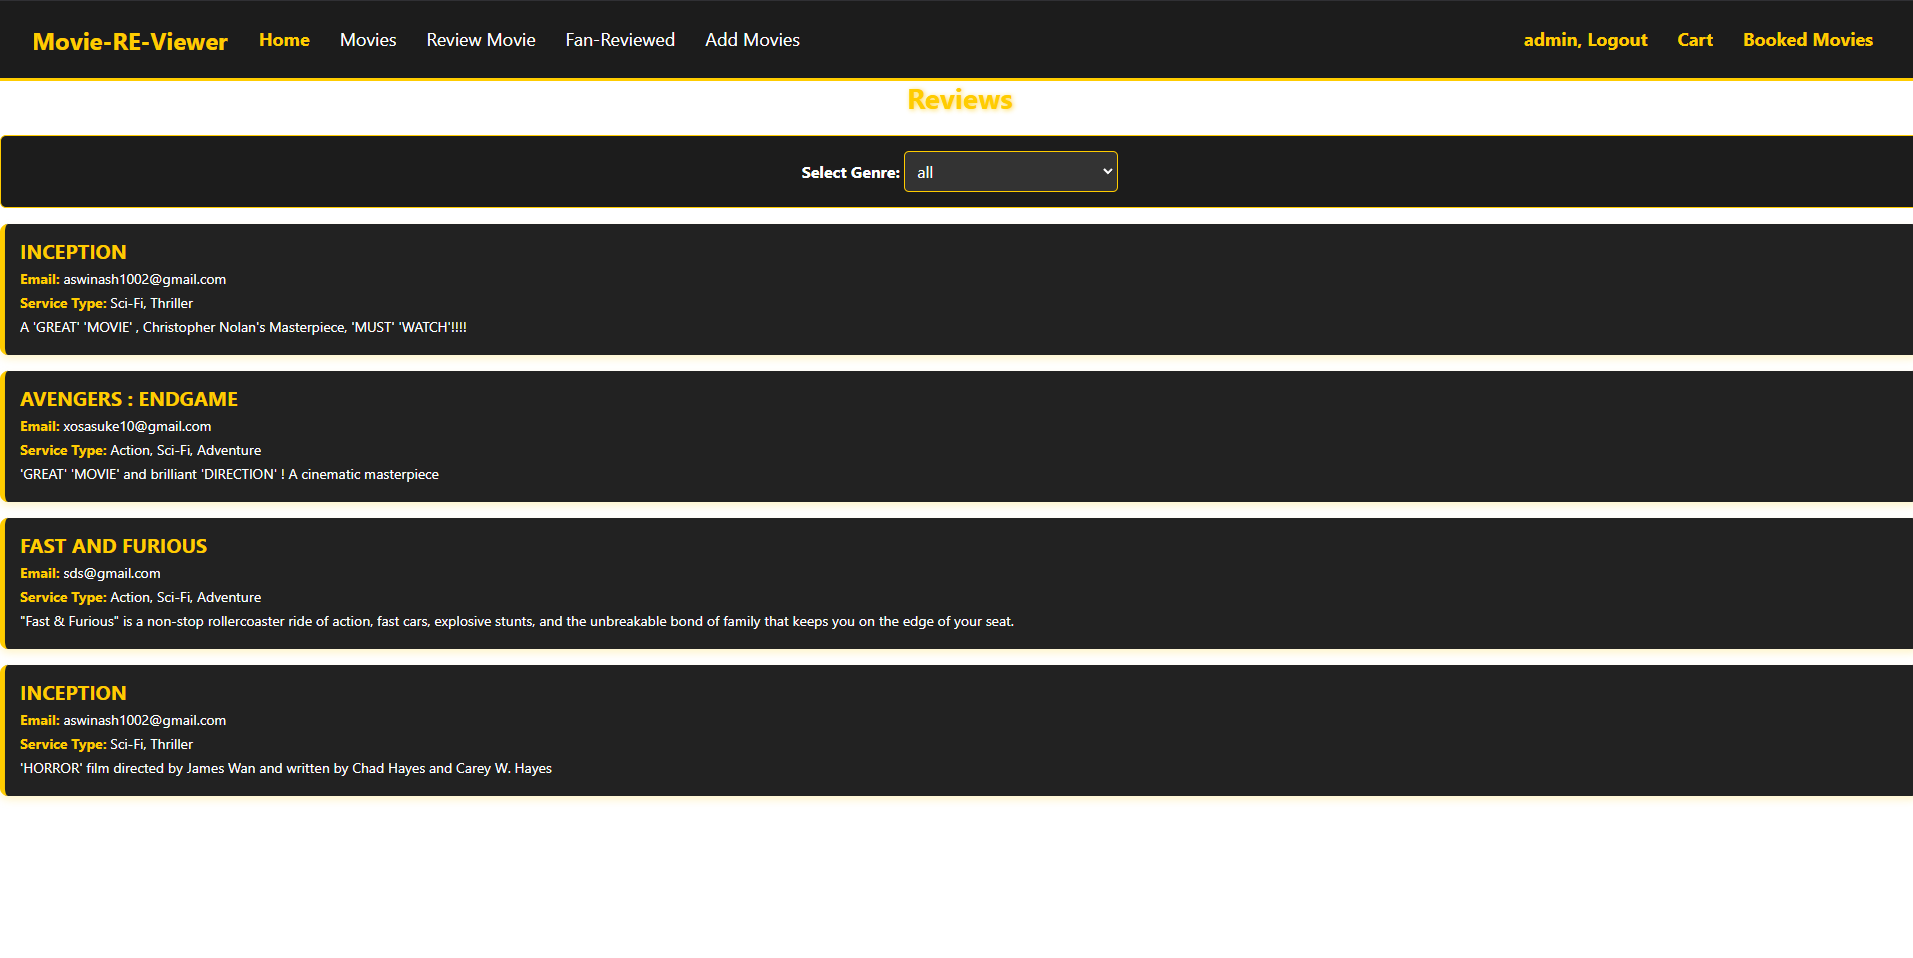 Movie-RE-Viewer Home Movies Review Movie Fan-Reviewed Add Movies admin, Logout Cart Booked Movies
Reviews
Select Genre: all
INCEPTION
Email: aswinash1002@gmail.com
Service Type: Sci-Fi, Thriller
A 'GREAT' 'MOVIE' , Christopher Nolan's Masterpiece, 'MUST' 'WATCH'!!!!
AVENGERS : ENDGAME
Email: xosasuke10@gmail.com
Service Type: Action, Sci-Fi, Adventure
'GREAT' 'MOVIE' and brilliant 'DIRECTION' ! A cinematic masterpiece
FAST AND FURIOUS
Email: sds@gmail.com
Service Type: Action, Sci-Fi, Adventure
"Fast & Furious" is a non-stop rollercoaster ride of action, fast cars, explosive stunts, and the unbreakable bond of family that keeps you on the edge of your seat.
INCEPTION
Email: aswinash1002@gmail.com
Service Type: Sci-Fi, Thriller
'HORROR' film directed by James Wan and written by Chad Hayes and Carey W. Hayes